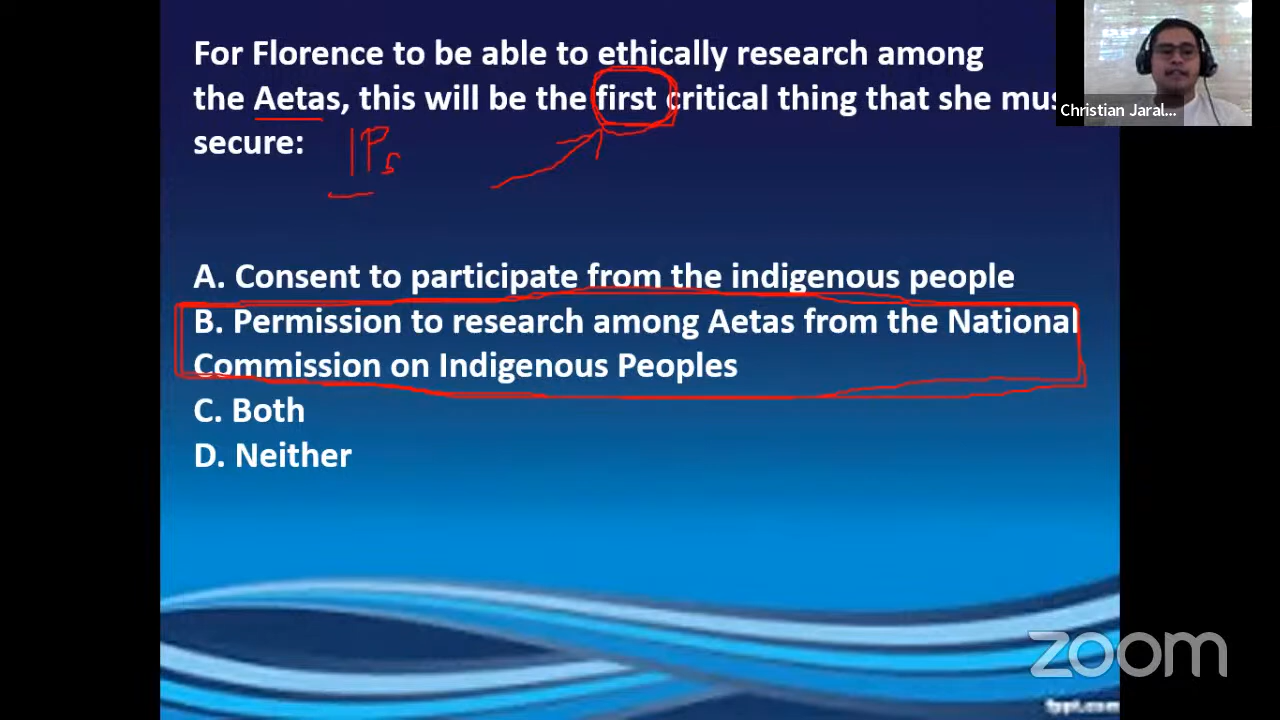 For Florence to be able to ethically research among
the Aetas, this will be the first critical thing that she mus
secure:
IPs
A. Consent to participate from the indigenous people
B. Permission to research among Aetas from the National
Commission on Indigenous Peoples
C. Both
D. Neither
Christian Jaral...
zoom
fppt.com